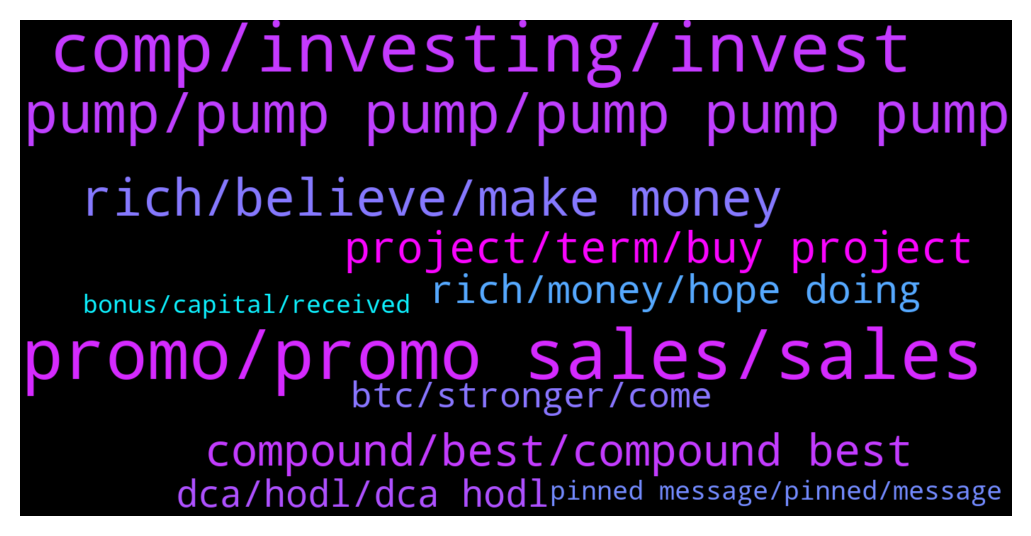 comp/investing/invest
pump/pump pump/pump pump pump
rich/believe/make money
project/term/buy project
rich/money/hope doing
bonus/capital/received
promo/promo sales/sales
btc/stronger/come
compound/best/compound best
dca/hodl/dca hodl
pinned message/pinned/message